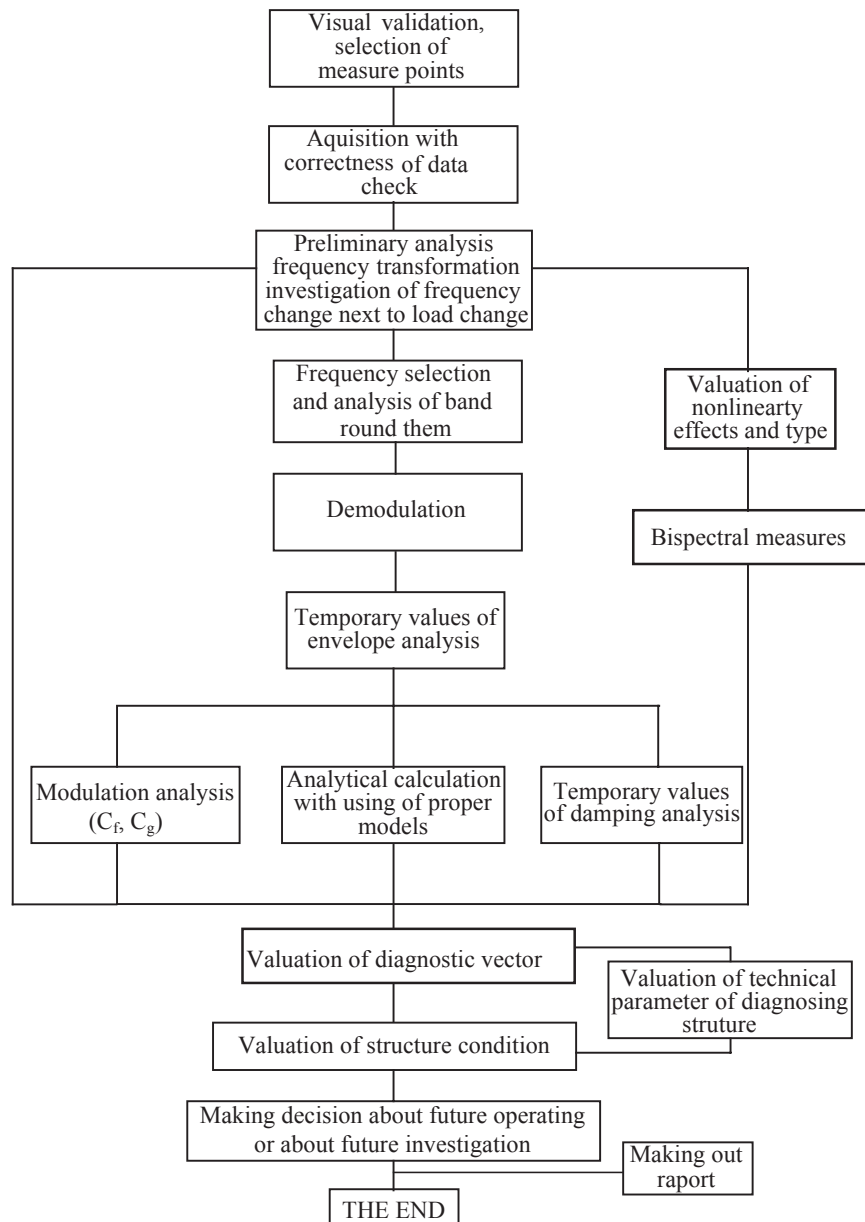 Visual validation,
selection of
measure points
Aquisition with
correctness of data
check
Preliminary analysis
frequency transformation
investigation of frequency
change next to load change
Frequency selection
and analysis of band
round them
Valuation of
nonlinearty
effects and type
Demodulation
Bispectral measures
Temporary values of
envelope analysis
Modulation analysis
(Cf, Cg)
Analytical calculation
with using of proper
models
Temporary values
of damping analysis
Valuation of diagnostic vector
Valuation of technical
parameter of diagnosing
struture
Valuation of structure condition
Making decision about future operating
or about future investigation
Making out
raport
THE END